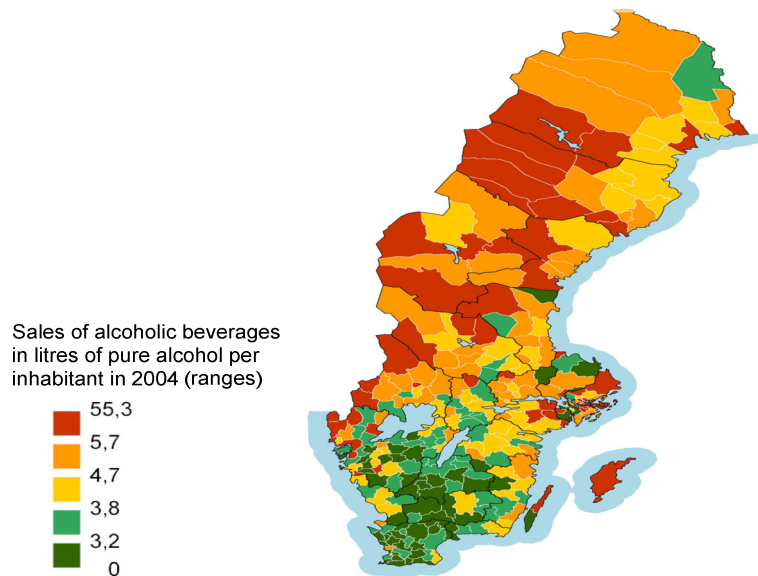 Sales of alcoholic beverages
in litres of pure alcohol per
inhabitant in 2004 (ranges)
55,3
5,7
4,7
3,8
3,2
0